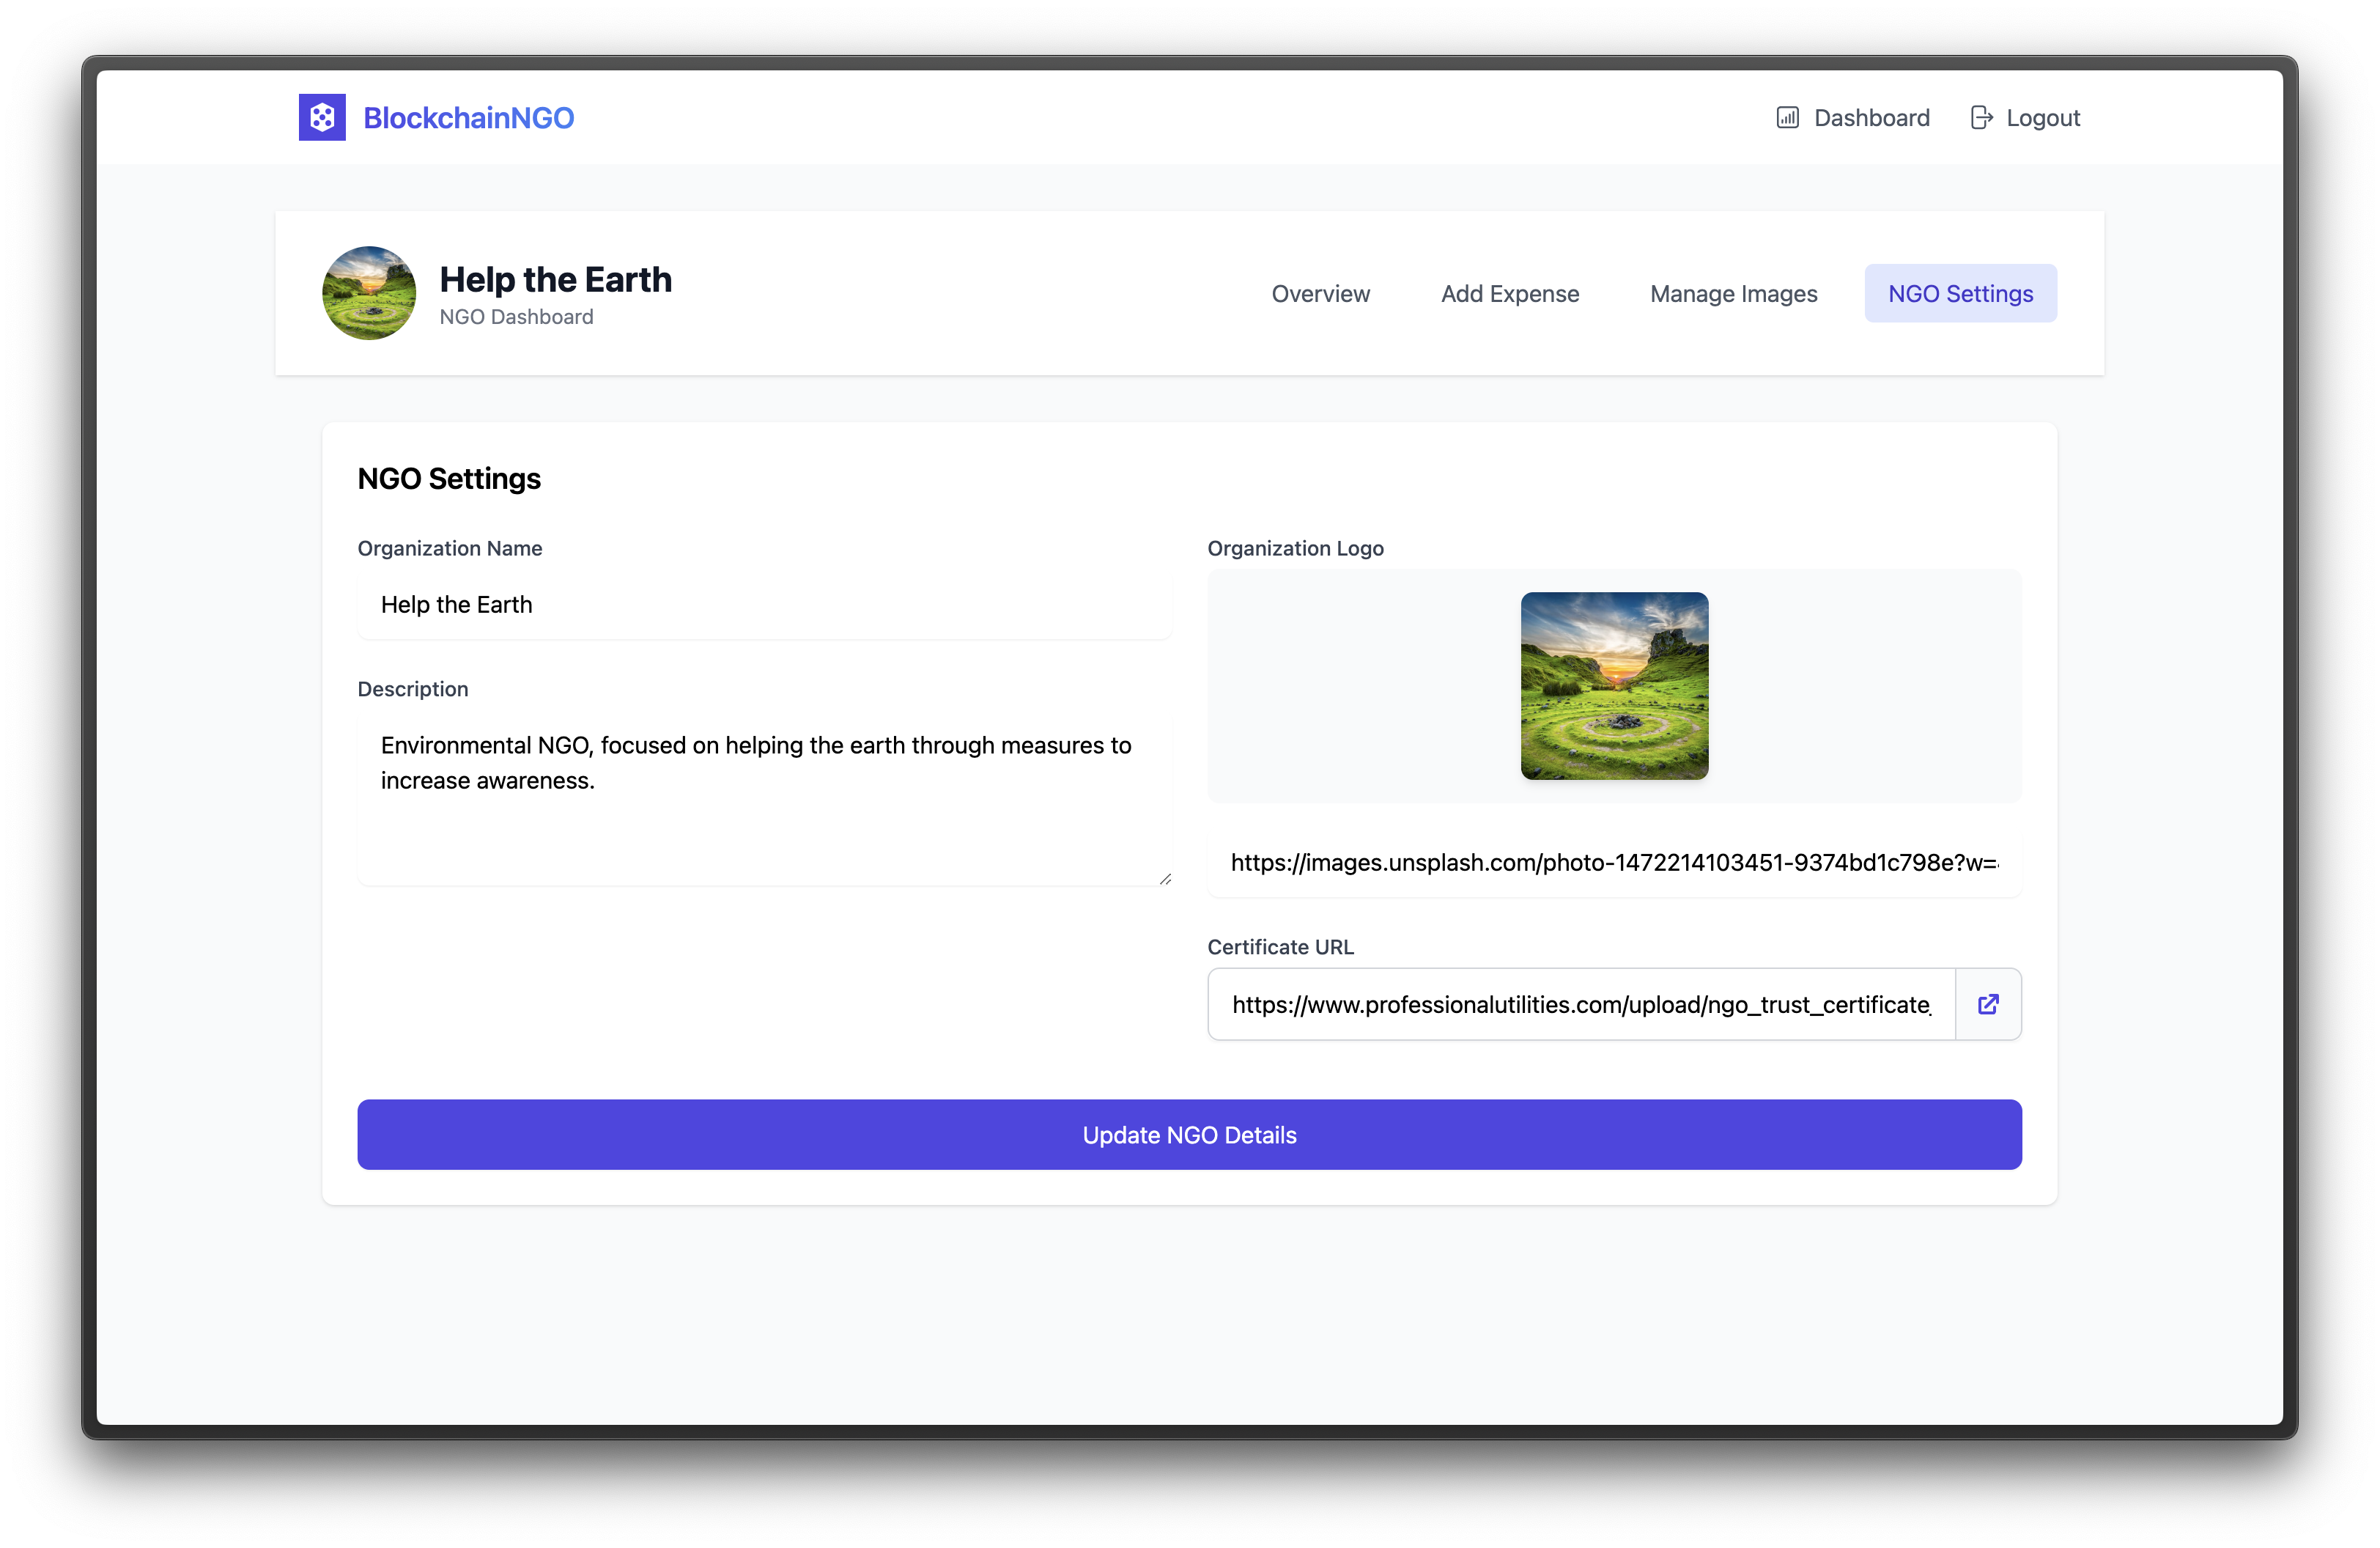 BlockchainNGO
Dashboard
Logout
Help the Earth
NGO Dashboard
Overview
Add Expense
Manage Images
NGO Settings
NGO Settings
Organization Name
Help the Earth
Description
Environmental NGO, focused on helping the earth through measures to
increase awareness.
Organization Logo
https://images.unsplash.com/photo-1472214103451-9374bd1c798e?w=
Certificate URL
https://www.professionalutilities.com/upload/ngo_trust_certificate_
Update NGO Details